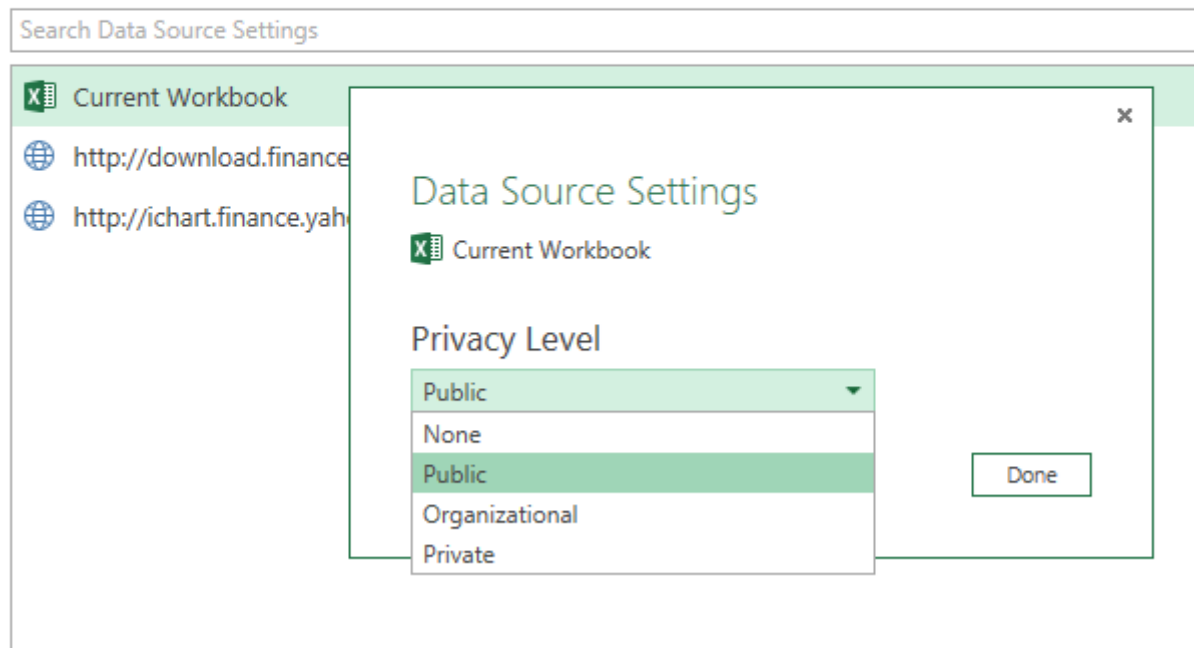 Search Data Source Settings
Current Workbook
http://download.finance
http://ichart.finance.yah
Data Source Settings
Current Workbook
Privacy Level
Public
None
Public
Organizational
Private
Done